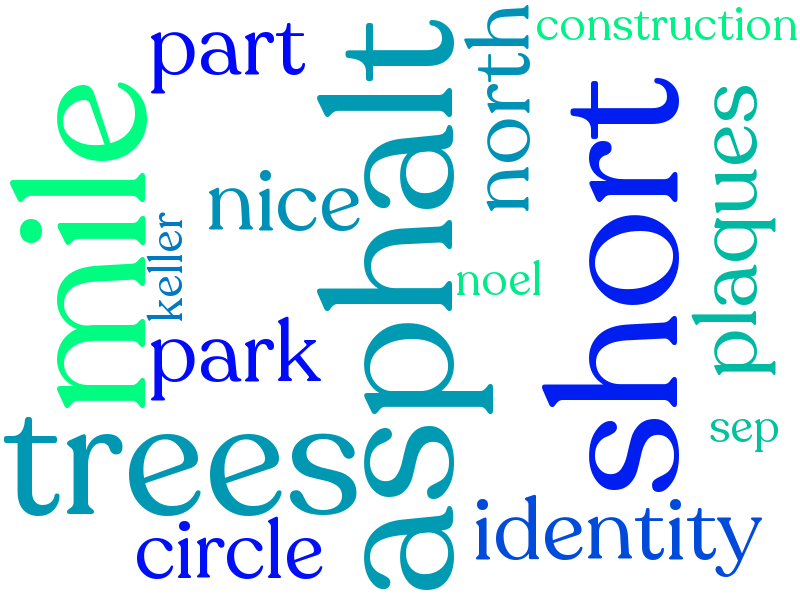 part
construction
north
asphalt
mile
short
plaques
nice
keller
noel
park
trees
sep
identity
circle